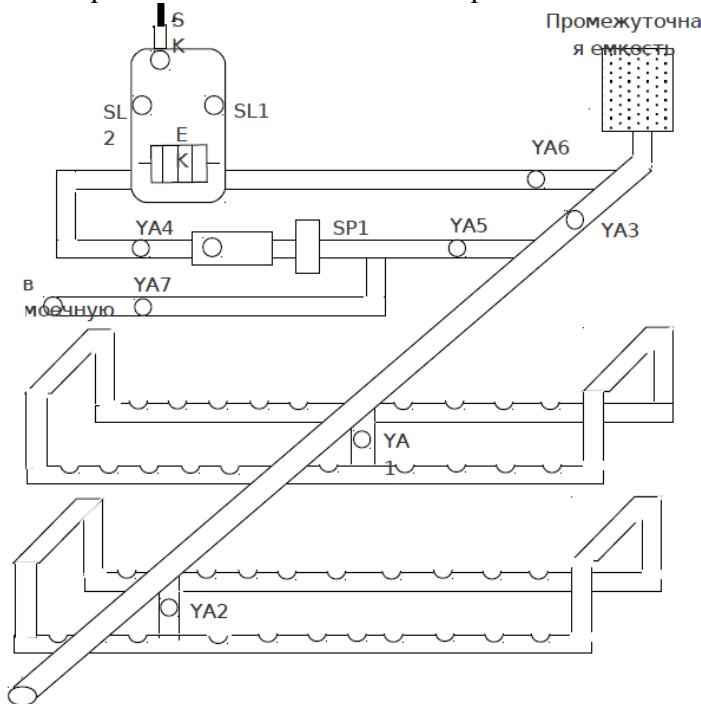 S
K
Промежуточна
я емкость
SL
2
SL1
E
K
YA6
YA4
SP1
YA5
YA3
YA7
в
моечную
YA
1
YA2